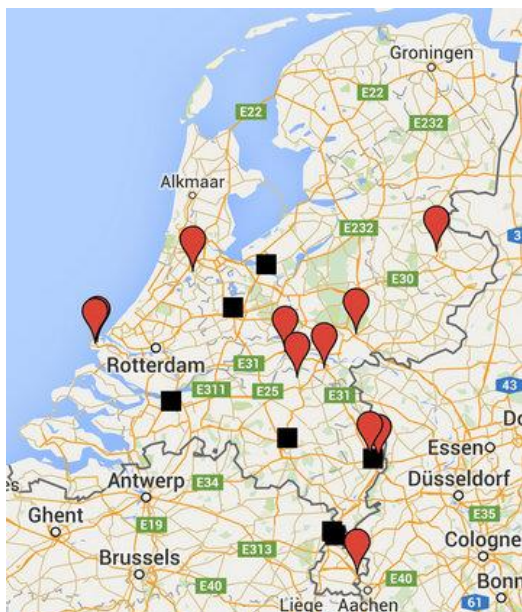 Groningen
E22
E22
E232
Alkmaar
E232
3
E30
Rotterdam
E31
E311
E25
E31
43
Essen
E34
Antwerp
Düsseldorf
Ghent
E19
E35
E313
Cologne
Brussels
E40
Liège
Aachen
E40
Bonn
61